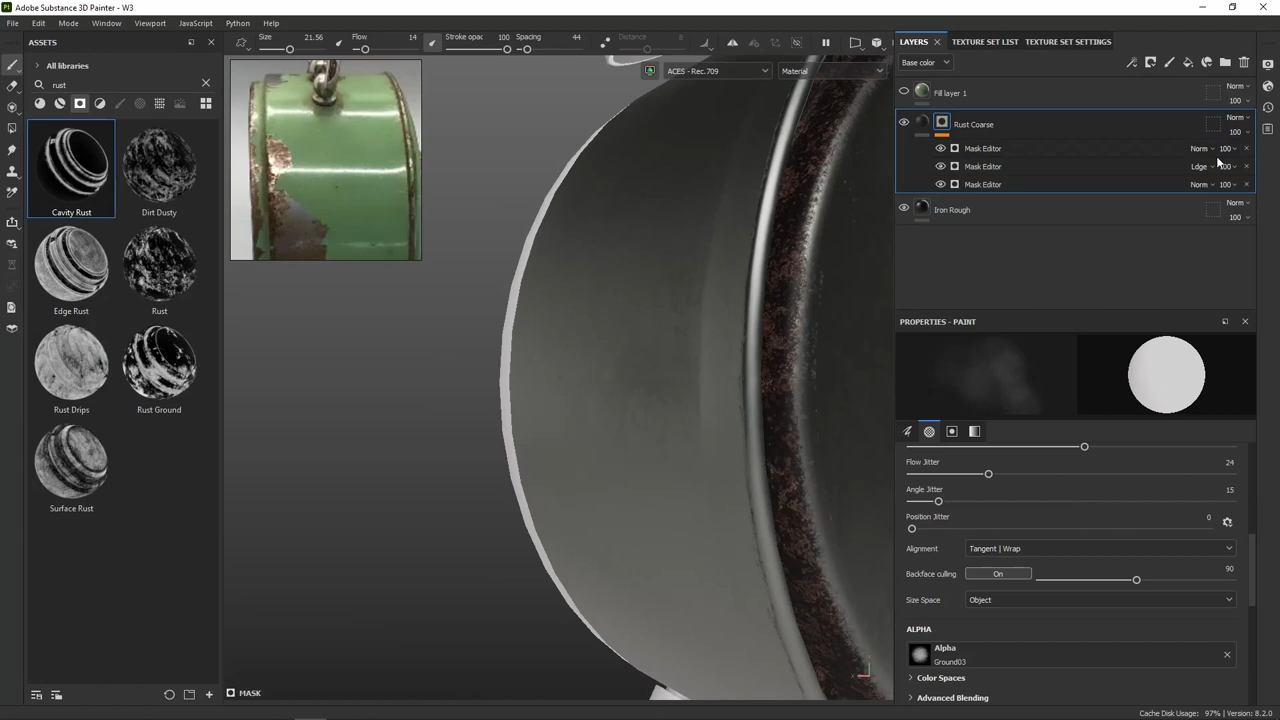 Adobe Substance 3D Painter - W3
File Edit Mode Window Viewport JavaScript Python Help
ASSETS
All libraries
rust
Cavity Rust
Dirt Dusty
Edge Rust
Rust
Rust Drips
Rust Ground
Surface Rust
Size 21.56 Flow 14 Stroke opac 100 Spacing 44 Distance 8
ACES - Rec.709
Material
MASK
LAYERS TEXTURE SET LIST TEXTURE SET SETTINGS
Base color
Fill layer 1 Norm 100
Rust Coarse Norm 100
Mask Editor Norm 100
Mask Editor Ldge 100
Mask Editor Norm 100
Iron Rough Norm 100
PROPERTIES - PAINT
Flow Jitter 24
Angle Jitter 15
Position Jitter 0
Alignment Tangent | Wrap
Backface culling On 90
Size Space Object
ALPHA
Alpha
Ground03
Color Spaces
Advanced Blending
Cache Disk Usage: 97% | Version: 8.2.0